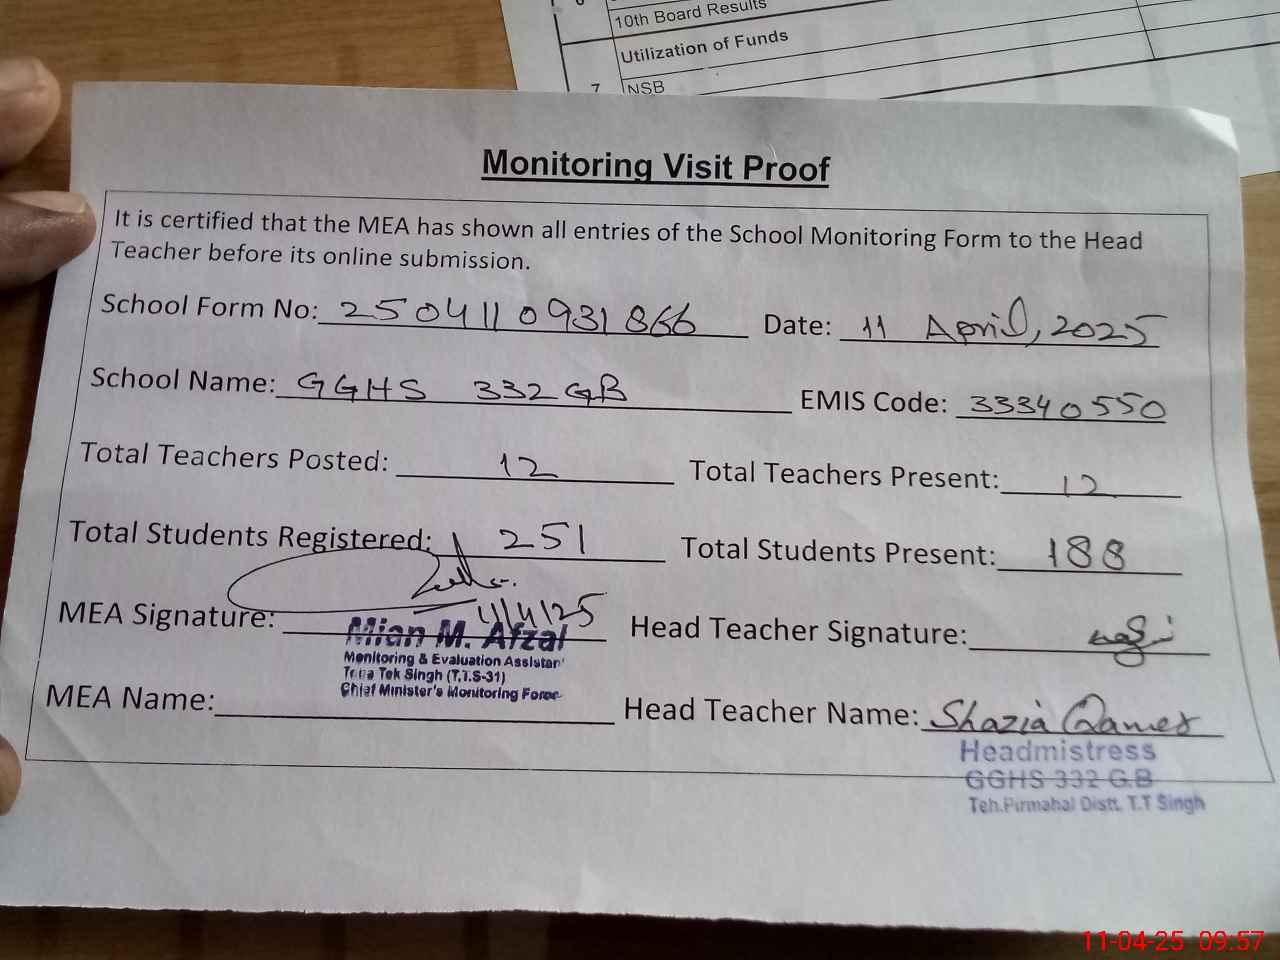 10th Board Results
Utilization of Funds
7 NSB
Monitoring Visit Proof
It is certified that the MEA has shown all entries of the School Monitoring Form to the Head
Teacher before its online submission.
School Form No: 2504110931866 Date: 11 April, 2025
School Name: GGHS 332GB EMIS Code: 33340550
Total Teachers Posted: 12 Total Teachers Present: 12
Total Students Registered: 251 Total Students Present: 188
MEA Signature: 11/4/25 Head Teacher Signature:
Mian M. Afzal
Monitoring & Evaluation Assistant
Toba Tek Singh (T.T.S-31)
Chief Minister's Monitoring Force
MEA Name: Head Teacher Name: Shazia Qamer
Headmistress
GGHS 332 G.B
Teh.Pirmahal Distt. T.T Singh
11-04-25 09:57